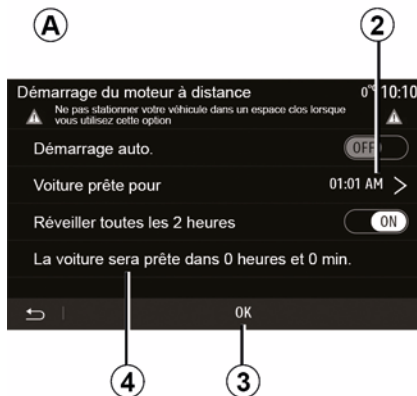 A
2
Démarrage du moteur à distance 0°C 10:10
Ne pas stationner votre véhicule dans un espace clos lorsque
vous utilisez cette option
Démarrage auto. OFF
Voiture prête pour 01:01 AM >
Réveiller toutes les 2 heures ON
La voiture sera prête dans 0 heures et 0 min.
OK
4
3